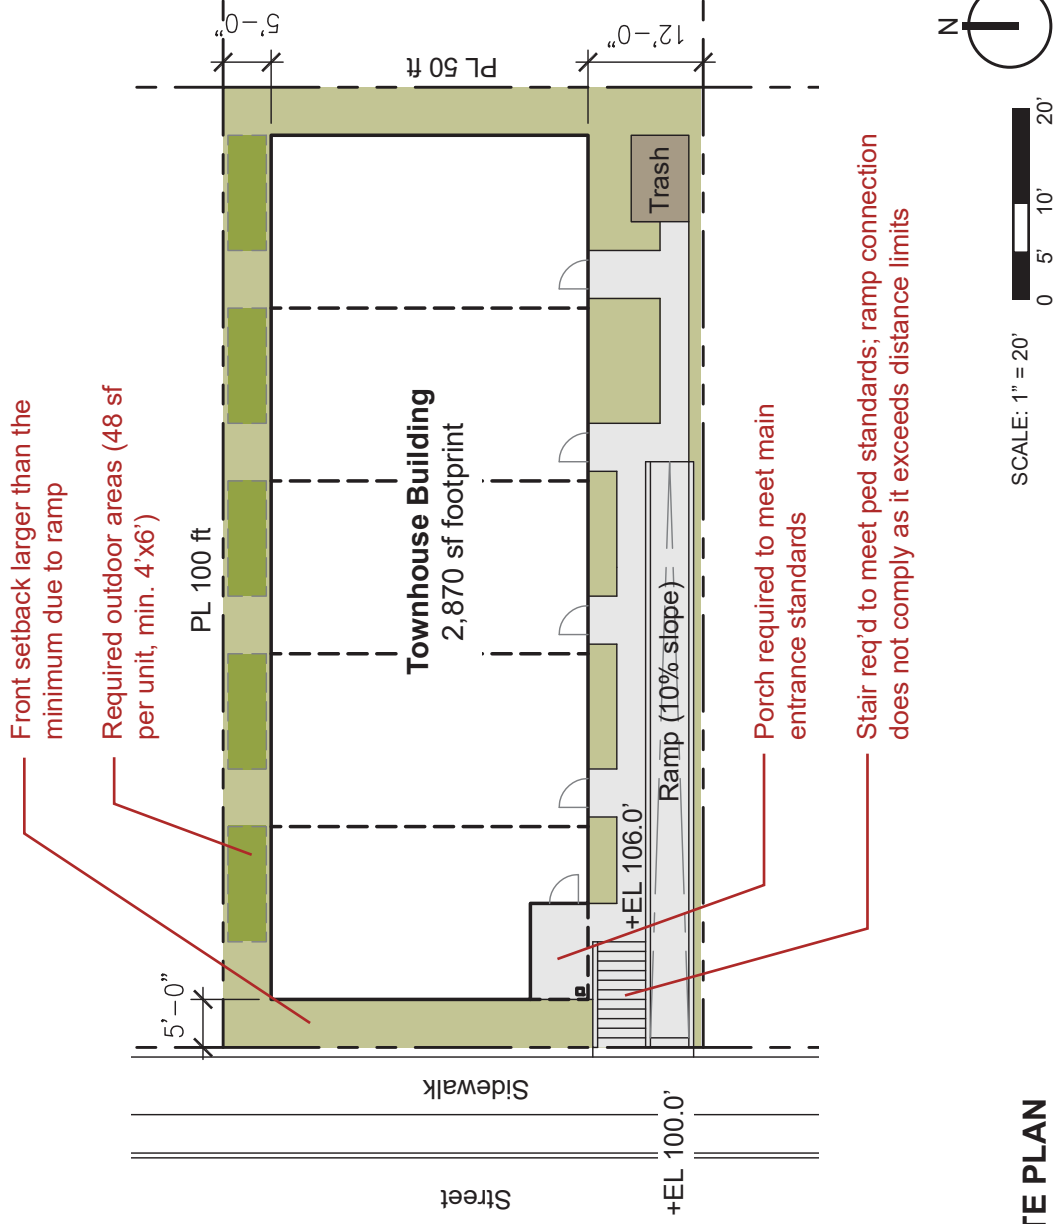 Front setback larger than the
minimum due to ramp
Required outdoor areas (48 sf
per unit, min. 4'x6')
PL 100 ft
5'-0"
5'-0"
PL 50 ft
12'-0"
Townhouse Building
2,870 sf footprint
Trash
Ramp (10% slope)
+EL 106.0'
Sidewalk
Street
+EL 100.0'
Porch required to meet main
entrance standards
Stair req'd to meet ped standards; ramp connection
does not comply as it exceeds distance limits
N
SCALE: 1" = 20'
0 5' 10' 20'
TE PLAN